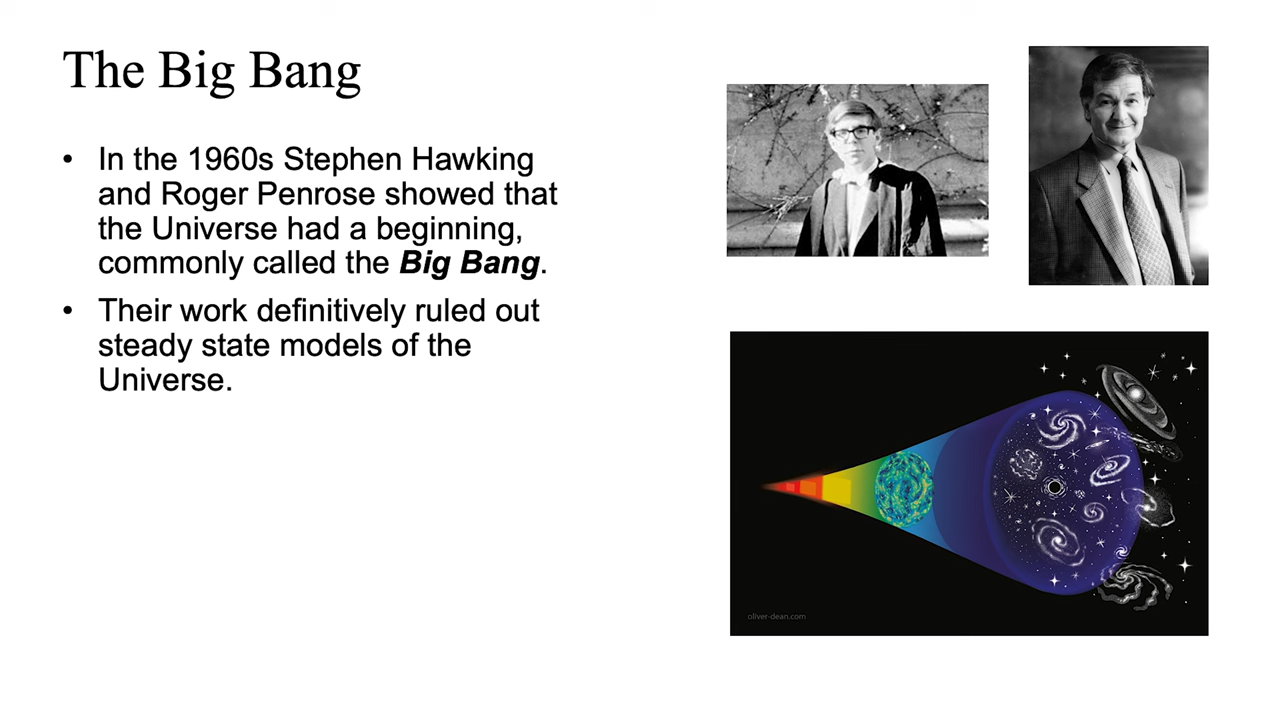 The Big Bang
• In the 1960s Stephen Hawking
and Roger Penrose showed that
the Universe had a beginning,
commonly called the Big Bang.
• Their work definitively ruled out
steady state models of the
Universe.
oliver-dean.com